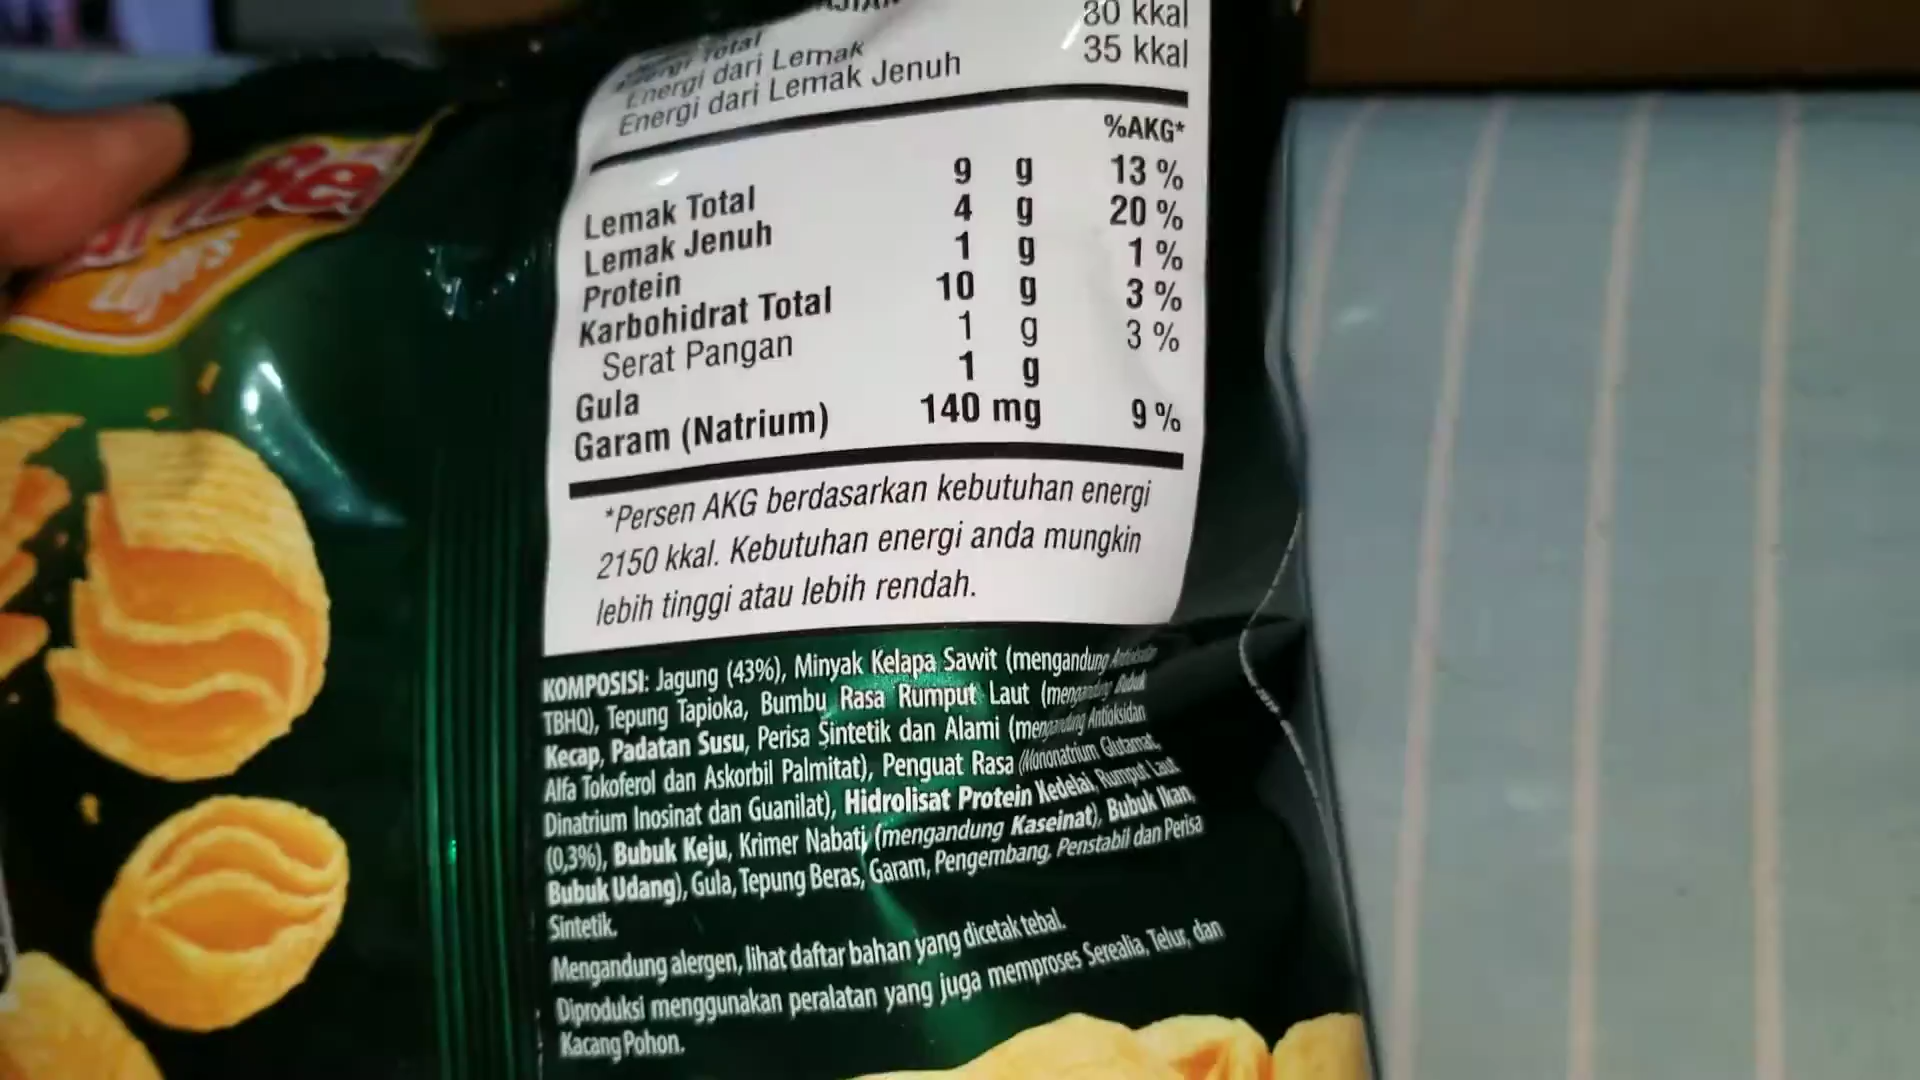 Total
80 kkal
Energi dari Lemak
35 kkal
Energi dari Lemak Jenuh
%AKG*
Lemak Total 9 g 13 %
Lemak Jenuh 4 g 20 %
Protein 1 g 1 %
Karbohidrat Total 10 g 3 %
Serat Pangan 1 g 3 %
Gula 1 g
Garam (Natrium) 140 mg 9 %
*Persen AKG berdasarkan kebutuhan energi
2150 kkal. Kebutuhan energi anda mungkin
lebih tinggi atau lebih rendah.
KOMPOSISI: Jagung (43%), Minyak Kelapa Sawit (mengandung Antioksidan
TBHQ), Tepung Tapioka, Bumbu Rasa Rumput Laut (mengandung Bubuk
Kecap, Padatan Susu, Perisa Sintetik dan Alami (mengandung Antioksidan
Alfa Tokoferol dan Askorbil Palmitat), Penguat Rasa (Mononatrium Glutamat,
Dinatrium Inosinat dan Guanilat), Hidrolisat Protein Kedelai, Rumput Laut
(0,3%), Bubuk Keju, Krimer Nabati (mengandung Kaseinat), Bubuk Ikan,
Bubuk Udang), Gula, Tepung Beras, Garam, Pengembang, Penstabil dan Perisa
Sintetik.
Mengandung alergen, lihat daftar bahan yang dicetak tebal.
Diproduksi menggunakan peralatan yang juga memproses Serealia, Telur, dan
Kacang Pohon.